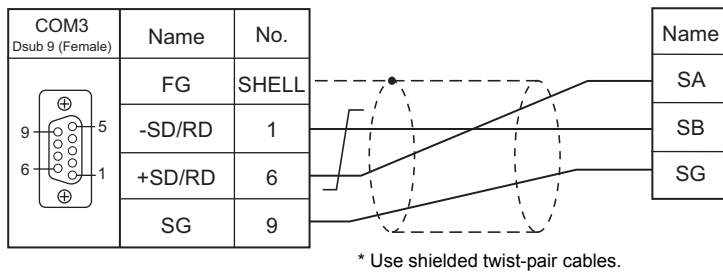 COM3
Dsub 9 (Female)
Name
No.
Name
FG
SHELL
SA
-SD/RD
1
SB
+SD/RD
6
SG
SG
9
9
5
6
1
* Use shielded twist-pair cables.